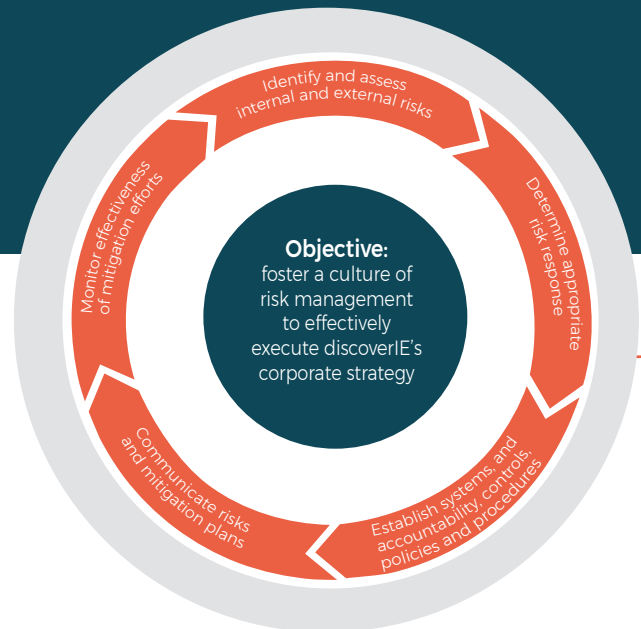 Identify and assess
internal and external risks
Determine appropriate
risk response
Establish systems, and
accountability, controls,
policies and procedures
Communicate risks
and mitigation plans
Monitor effectiveness
of mitigation efforts
Objective:
foster a culture of
risk management
to effectively
execute discoverIE’s
corporate strategy